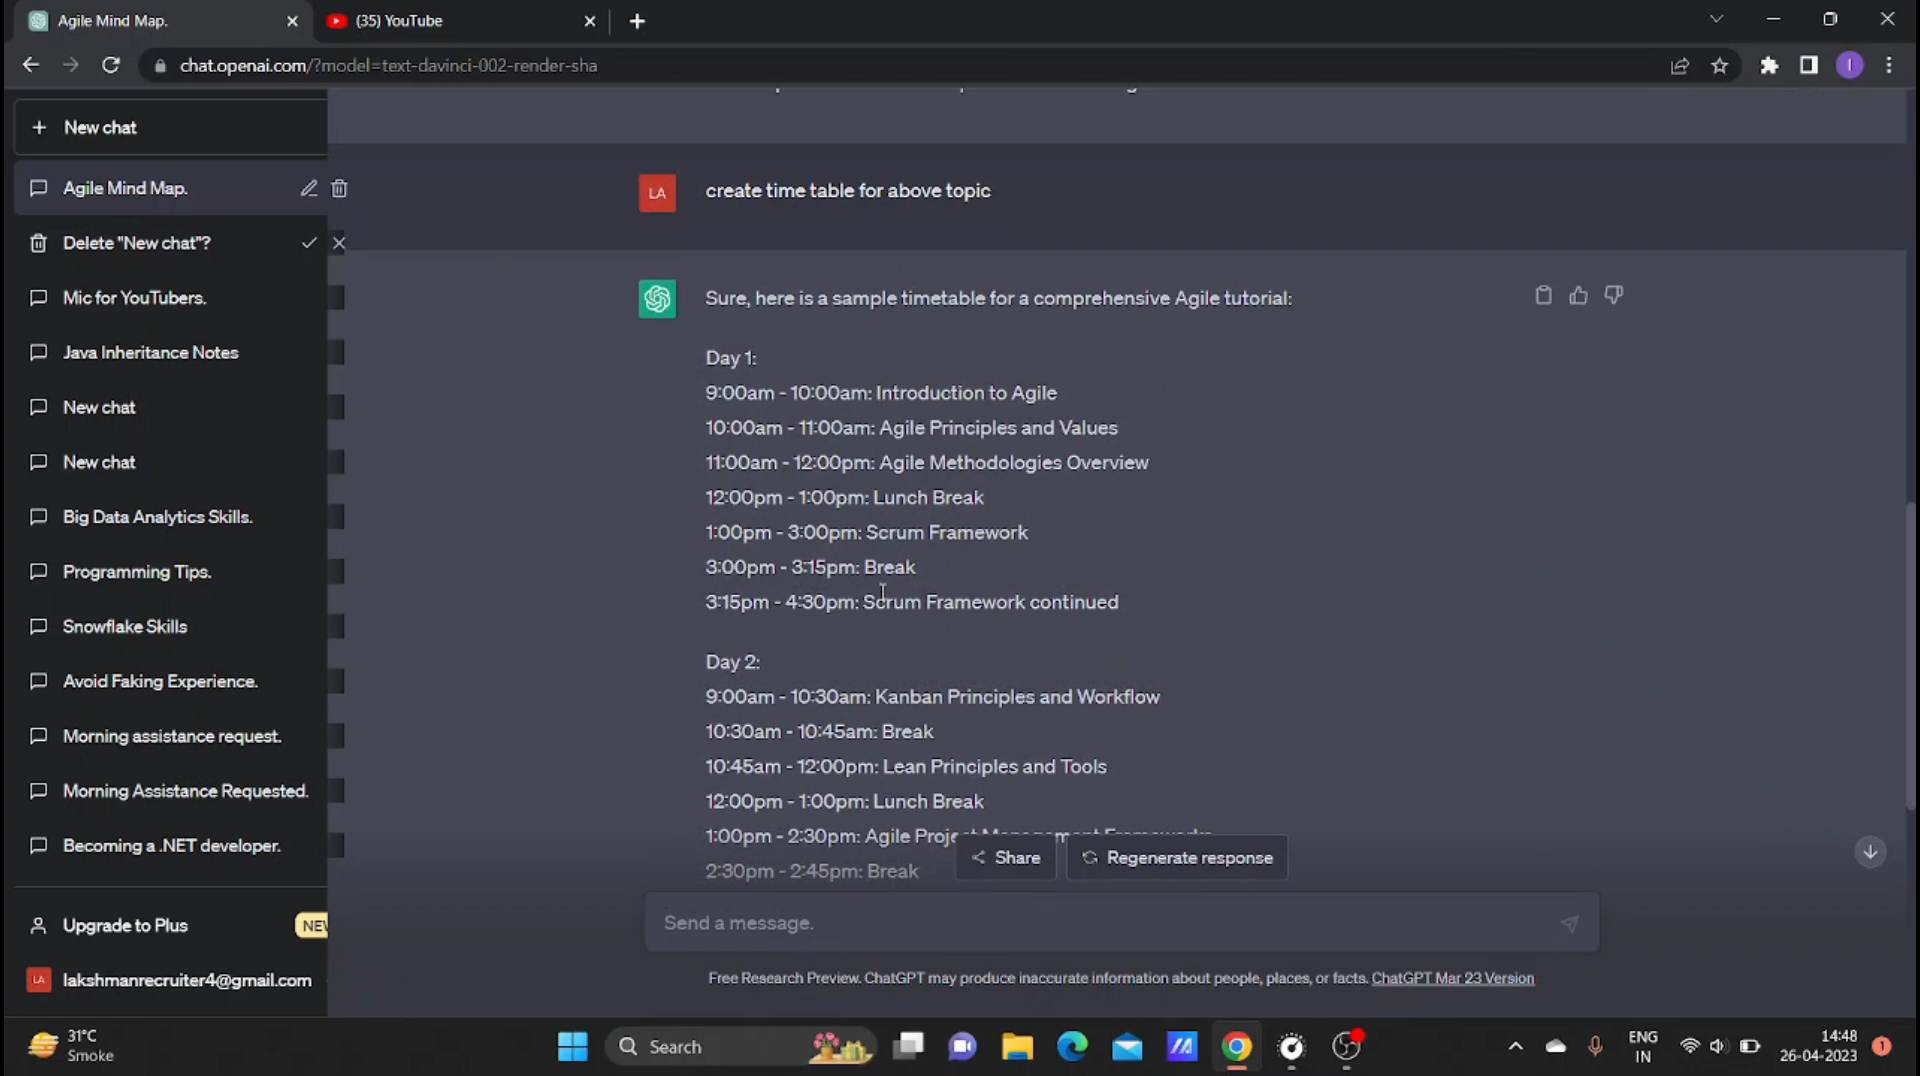 Agile Mind Map.
(35) YouTube
chat.openai.com/?model=text-davinci-002-render-sha
I
New chat
Agile Mind Map.
Delete "New chat"?
Mic for YouTubers.
Java Inheritance Notes
New chat
New chat
Big Data Analytics Skills.
Programming Tips.
Snowflake Skills
Avoid Faking Experience.
Morning assistance request.
Morning Assistance Requested.
Becoming a .NET developer.
Upgrade to Plus
NEW
LA
lakshmanrecruiter4@gmail.com
LA
create time table for above topic
Sure, here is a sample timetable for a comprehensive Agile tutorial:
Day 1:
9:00am - 10:00am: Introduction to Agile
10:00am - 11:00am: Agile Principles and Values
11:00am - 12:00pm: Agile Methodologies Overview
12:00pm - 1:00pm: Lunch Break
1:00pm - 3:00pm: Scrum Framework
3:00pm - 3:15pm: Break
3:15pm - 4:30pm: Scrum Framework continued
Day 2:
9:00am - 10:30am: Kanban Principles and Workflow
10:30am - 10:45am: Break
10:45am - 12:00pm: Lean Principles and Tools
12:00pm - 1:00pm: Lunch Break
1:00pm - 2:30pm: Agile Project Management Frameworks
2:30pm - 2:45pm: Break
Share
Regenerate response
Send a message.
Free Research Preview. ChatGPT may produce inaccurate information about people, places, or facts. ChatGPT Mar 23 Version
31°C
Smoke
Search
ENG
IN
14:48
26-04-2023
1